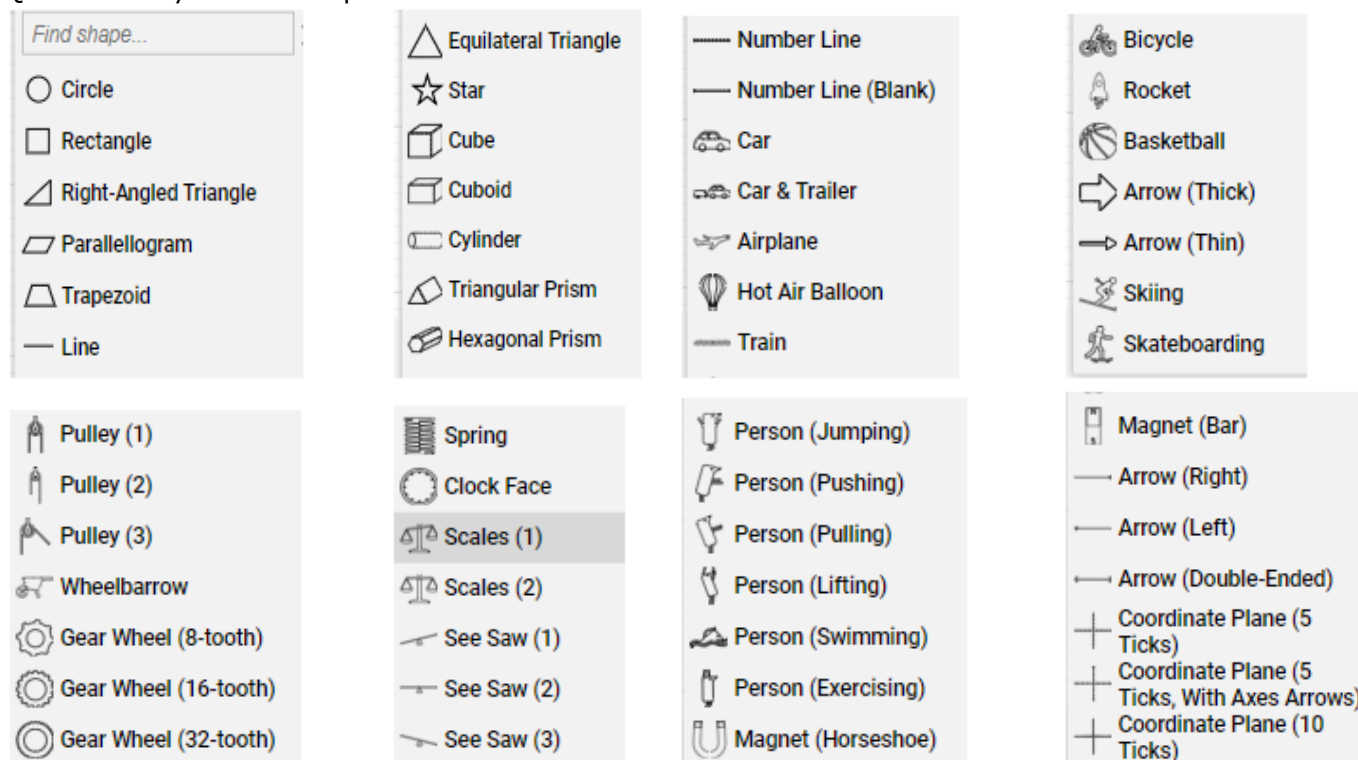 Find shape...
Circle
Rectangle
Right-Angled Triangle
Parallellogram
Trapezoid
Line
Equilateral Triangle
Star
Cube
Cuboid
Cylinder
Triangular Prism
Hexagonal Prism
Number Line
Number Line (Blank)
Car
Car & Trailer
Airplane
Hot Air Balloon
Train
Bicycle
Rocket
Basketball
Arrow (Thick)
Arrow (Thin)
Skiing
Skateboarding
Pulley (1)
Pulley (2)
Pulley (3)
Wheelbarrow
Gear Wheel (8-tooth)
Gear Wheel (16-tooth)
Gear Wheel (32-tooth)
Spring
Clock Face
Scales (1)
Scales (2)
See Saw (1)
See Saw (2)
See Saw (3)
Person (Jumping)
Person (Pushing)
Person (Pulling)
Person (Lifting)
Person (Swimming)
Person (Exercising)
Magnet (Horseshoe)
Magnet (Bar)
Arrow (Right)
Arrow (Left)
Arrow (Double-Ended)
Coordinate Plane (5
Ticks)
Coordinate Plane (5
Ticks, With Axes Arrows)
Coordinate Plane (10
Ticks)